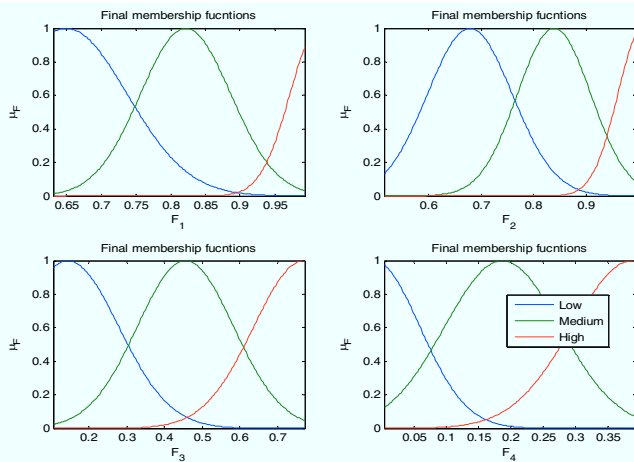 Final membership fucntions
1
0.8
0.6
0.4
0.2
0
μF
0.65 0.7 0.75 0.8 0.85 0.9 0.95
F1
Final membership fucntions
1
0.8
0.6
0.4
0.2
0
μF
0.6 0.7 0.8 0.9
F2
Final membership fucntions
1
0.8
0.6
0.4
0.2
0
μF
0.2 0.3 0.4 0.5 0.6 0.7
F3
Final membership fucntions
1
0.8
0.6
0.4
0.2
0
μF
0.05 0.1 0.15 0.2 0.25 0.3 0.35
F4
Low
Medium
High